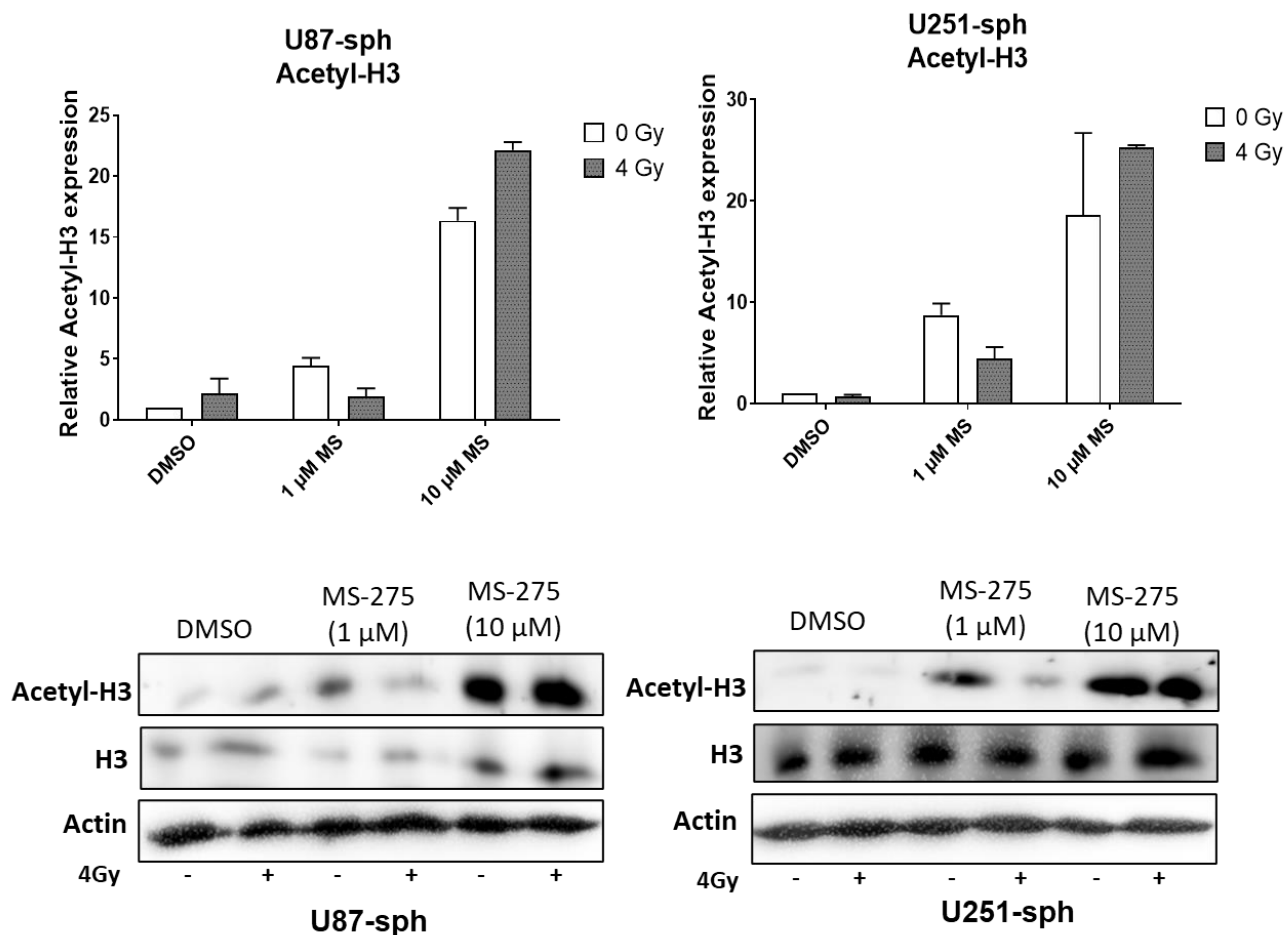 U87-sph
Acetyl-H3
Relative Acetyl-H3 expression
25
20
15
10
5
0
DMSO
1 µM MS
10 µM MS
0 Gy
4 Gy
U251-sph
Acetyl-H3
Relative Acetyl-H3 expression
30
20
10
0
DMSO
1 µM MS
10 µM MS
0 Gy
4 Gy
DMSO
MS-275
(1 µM)
MS-275
(10 µM)
Acetyl-H3
H3
Actin
4Gy - + - + - +
U87-sph
DMSO
MS-275
(1 µM)
MS-275
(10 µM)
Acetyl-H3
H3
Actin
4Gy - + - + - +
U251-sph